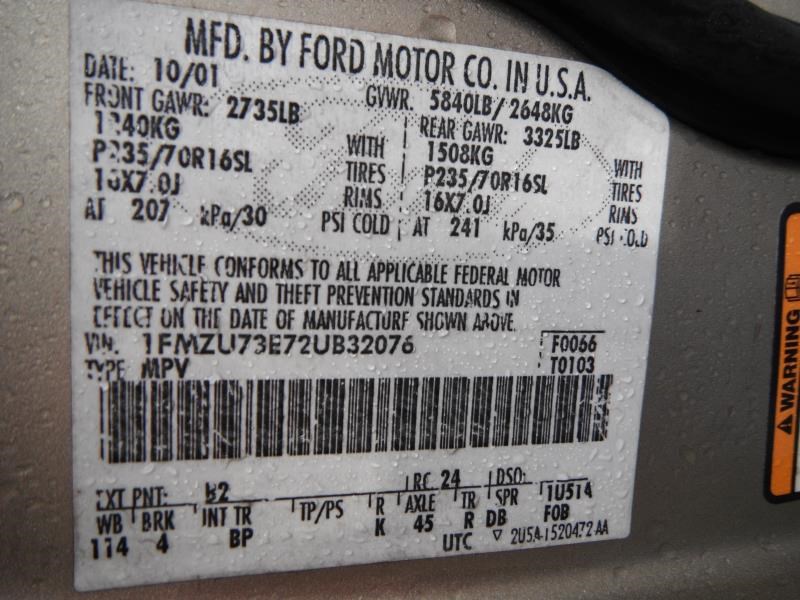 MFD. BY FORD MOTOR CO. IN U.S.A.
DATE: 10/01 GVWR: 5840LB/2648KG
FRONT GAWR: 2735LB REAR GAWR: 3325LB
1240KG WITH 1508KG WITH
P235/70R16SL TIRES P235/70R16SL TIRES
16X7.0J RIMS 16X7.0J RIMS
AT 207 kPa/30 PSI COLD AT 241 kPa/35 PSI COLD
THIS VEHICLE CONFORMS TO ALL APPLICABLE FEDERAL MOTOR
VEHICLE SAFETY AND THEFT PREVENTION STANDARDS IN
EFFECT ON THE DATE OF MANUFACTURE SHOWN ABOVE.
VIN: 1FMZU73E72UB32076 F0066
TYPE: MPV T0103
EXT PNT: B2 RC: 24 DSO:
WB BRK INT TR TP/PS R AXLE TR SPR 1U514
114 4 BP K 45 R DB FOB
UTC ▽ 2U5A-1520472-AA
⚠ WARNING